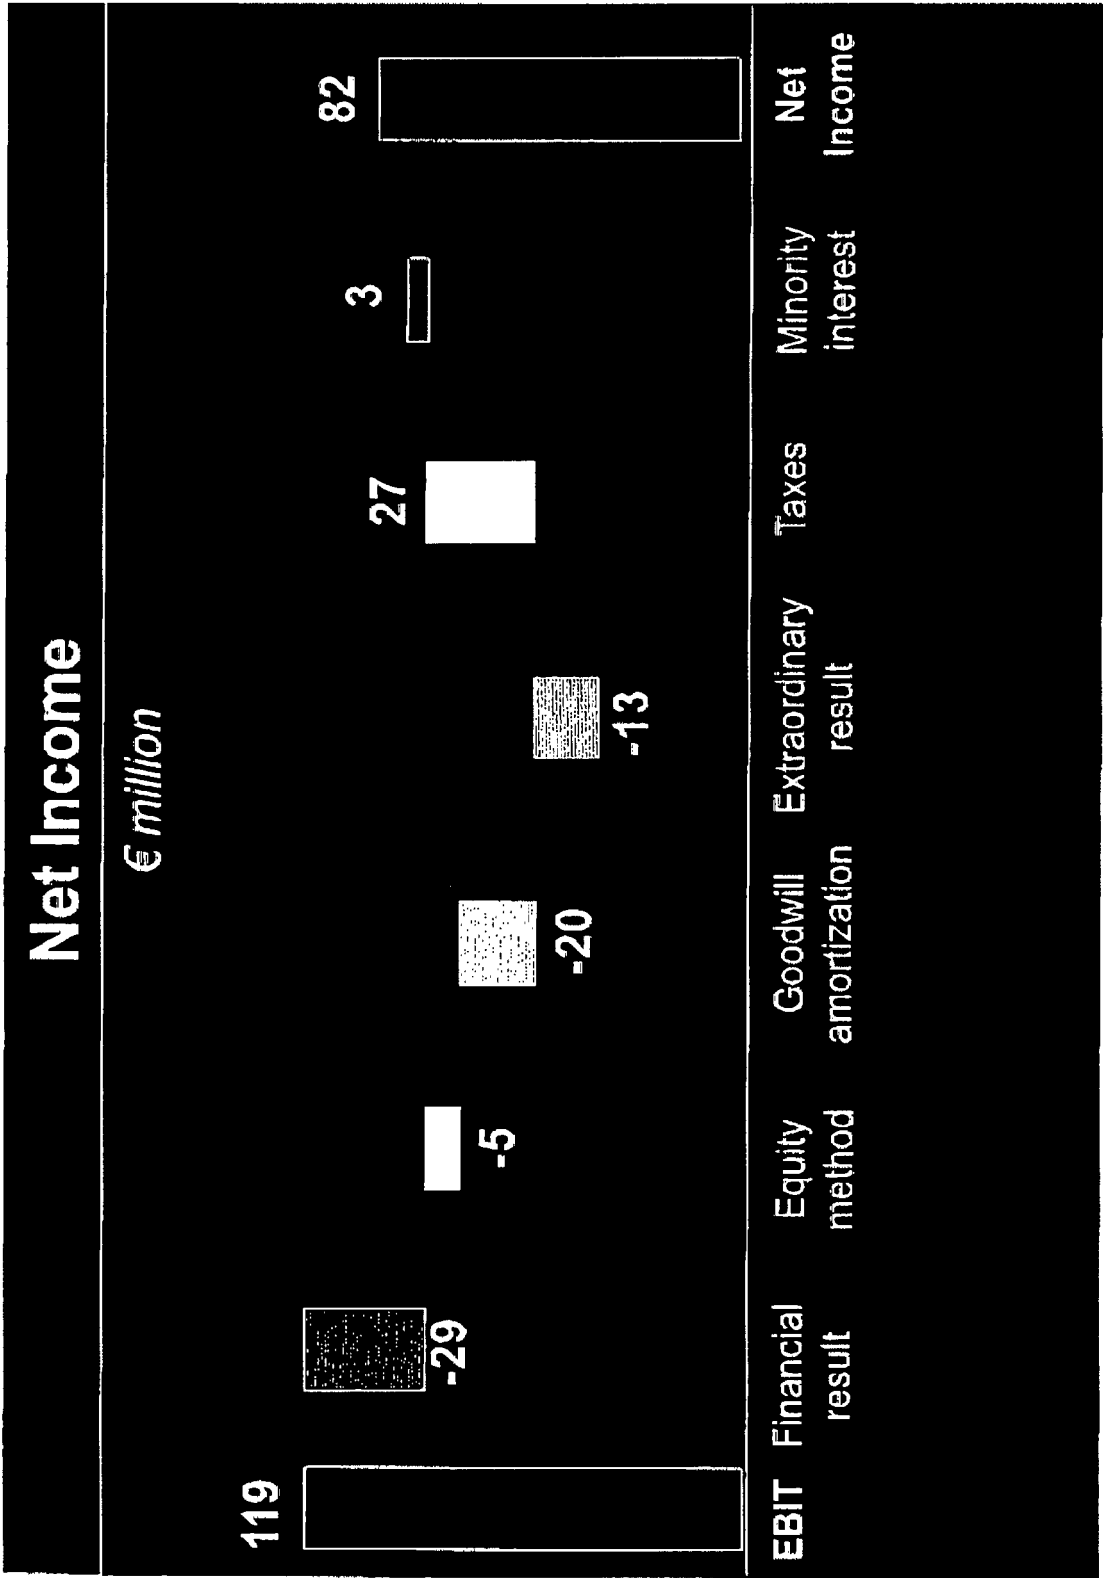 Net Income
€ million
119
-29
-5
-20
-13
27
3
82
EBIT
Financial
result
Equity
method
Goodwill
amortization
Extraordinary
result
Taxes
Minority
interest
Net
Income